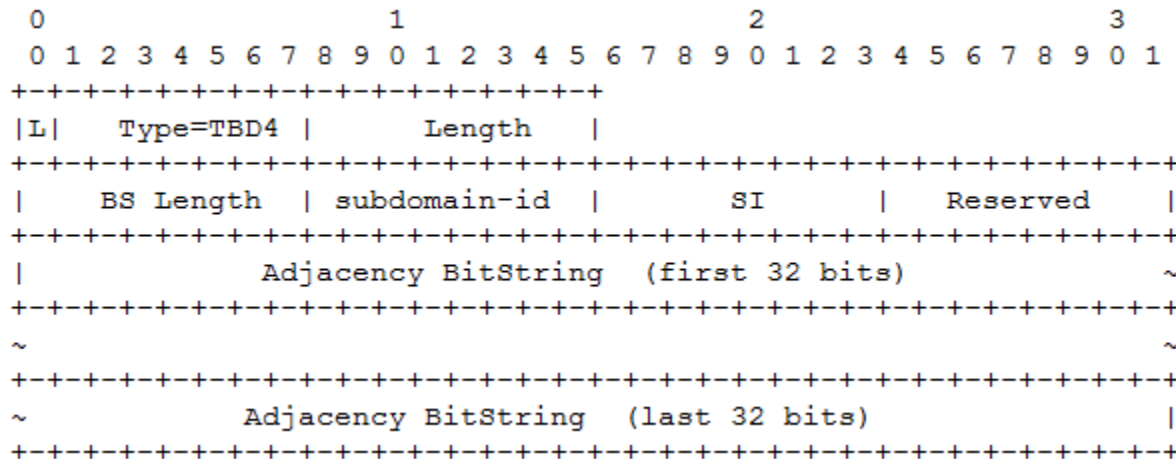 0                   1                   2                   3
 0 1 2 3 4 5 6 7 8 9 0 1 2 3 4 5 6 7 8 9 0 1 2 3 4 5 6 7 8 9 0 1
+-+-+-+-+-+-+-+-+-+-+-+-+-+-+-+-+
|L|   Type=TBD4 |      Length   |
+-+-+-+-+-+-+-+-+-+-+-+-+-+-+-+-+-+-+-+-+-+-+-+-+-+-+-+-+-+-+-+-+
|    BS Length  | subdomain-id  |       SI      |   Reserved    |
+-+-+-+-+-+-+-+-+-+-+-+-+-+-+-+-+-+-+-+-+-+-+-+-+-+-+-+-+-+-+-+-+
|             Adjacency BitString  (first 32 bits)              ~
+-+-+-+-+-+-+-+-+-+-+-+-+-+-+-+-+-+-+-+-+-+-+-+-+-+-+-+-+-+-+-+-+
~                                                               ~
+-+-+-+-+-+-+-+-+-+-+-+-+-+-+-+-+-+-+-+-+-+-+-+-+-+-+-+-+-+-+-+-+
~            Adjacency BitString  (last 32 bits)                |
+-+-+-+-+-+-+-+-+-+-+-+-+-+-+-+-+-+-+-+-+-+-+-+-+-+-+-+-+-+-+-+-+